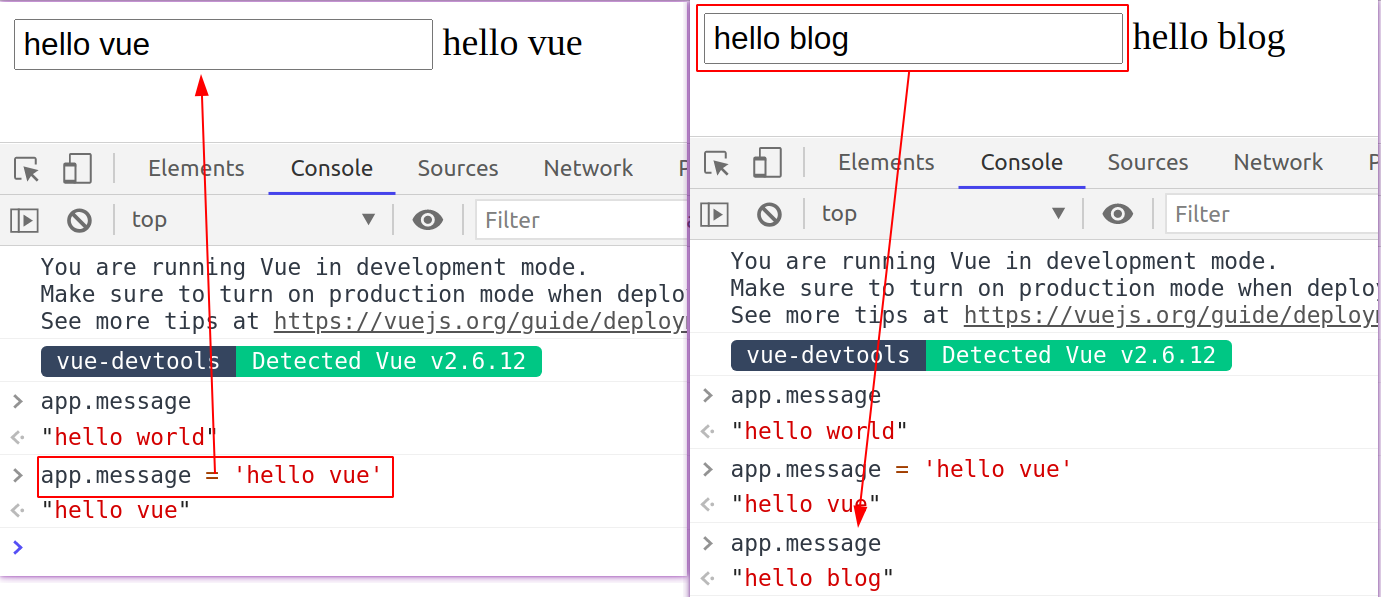 hello vue hello vue
Elements Console Sources Network
top Filter
You are running Vue in development mode.
Make sure to turn on production mode when deplo
See more tips at https://vuejs.org/guide/deploym
vue-devtools Detected Vue v2.6.12
> app.message
"hello world"
> app.message = 'hello vue'
"hello vue"
>
hello blog hello blog
Elements Console Sources Network
top Filter
You are running Vue in development mode.
Make sure to turn on production mode when deploy
See more tips at https://vuejs.org/guide/deploym
vue-devtools Detected Vue v2.6.12
> app.message
"hello world"
> app.message = 'hello vue'
"hello vue"
> app.message
"hello blog"